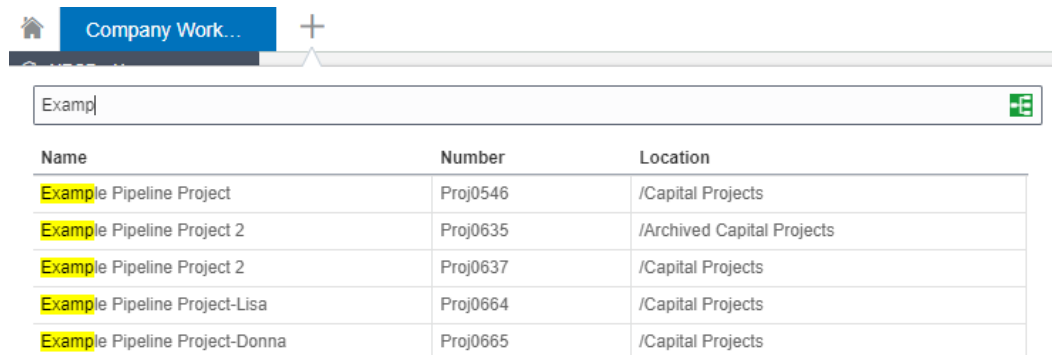 Company Work...
Examp
Name Number Location
Example Pipeline Project Proj0546 /Capital Projects
Example Pipeline Project 2 Proj0635 /Archived Capital Projects
Example Pipeline Project 2 Proj0637 /Capital Projects
Example Pipeline Project-Lisa Proj0664 /Capital Projects
Example Pipeline Project-Donna Proj0665 /Capital Projects